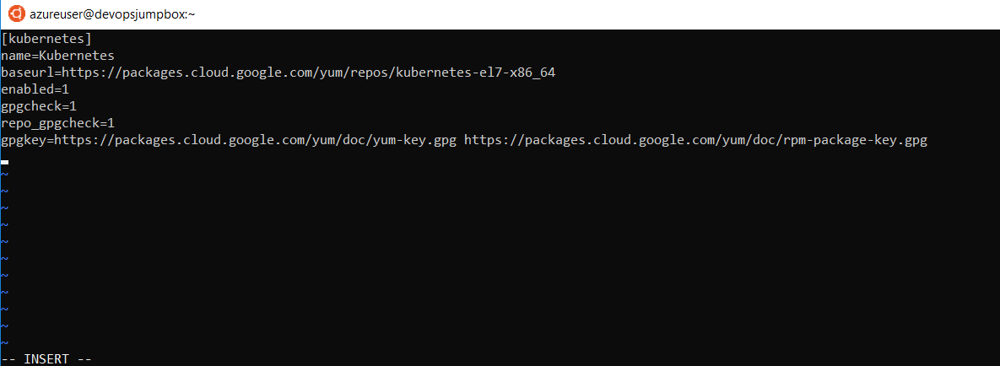 azureuser@devopsjumpbox:~
[kubernetes]
name=Kubernetes
baseurl=https://packages.cloud.google.com/yum/repos/kubernetes-el7-x86_64
enabled=1
gpgcheck=1
repo_gpgcheck=1
gpgkey=https://packages.cloud.google.com/yum/doc/yum-key.gpg https://packages.cloud.google.com/yum/doc/rpm-package-key.gpg
~
~
~
~
~
~
~
~
~
~
~
-- INSERT --